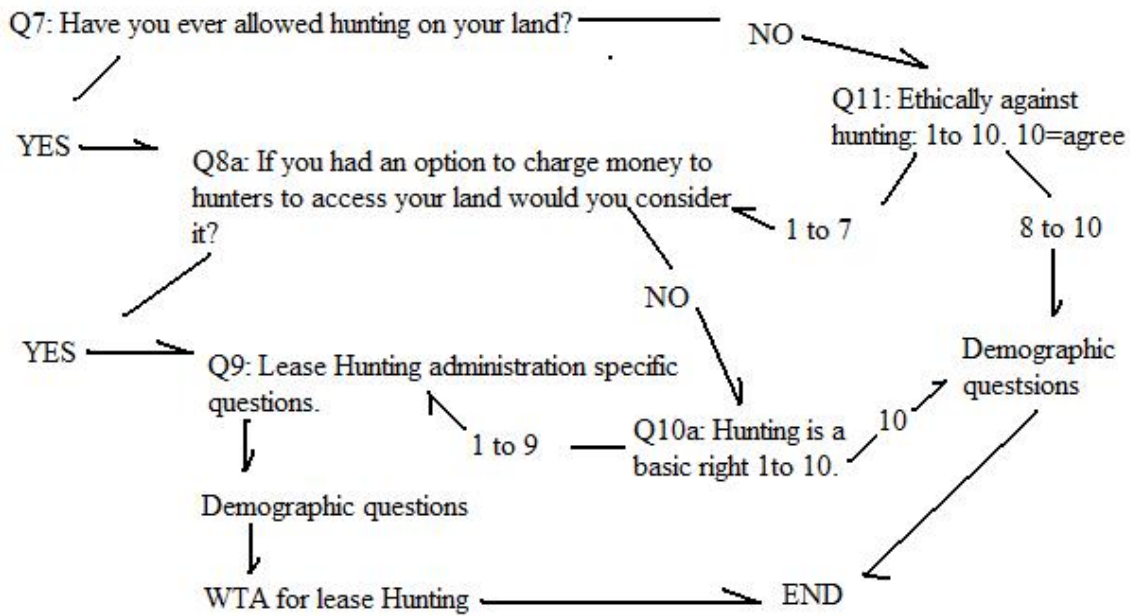 Q7: Have you ever allowed hunting on your land?
NO
Q11: Ethically against
hunting: 1to 10. 10=agree
YES
Q8a: If you had an option to charge money to
hunters to access your land would you consider
it?
1 to 7
8 to 10
NO
YES
Q9: Lease Hunting administration specific
questions.
Demographic
questsions
1 to 9
Q10a: Hunting is a
basic right 1to 10.
10
Demographic questions
WTA for lease Hunting
END